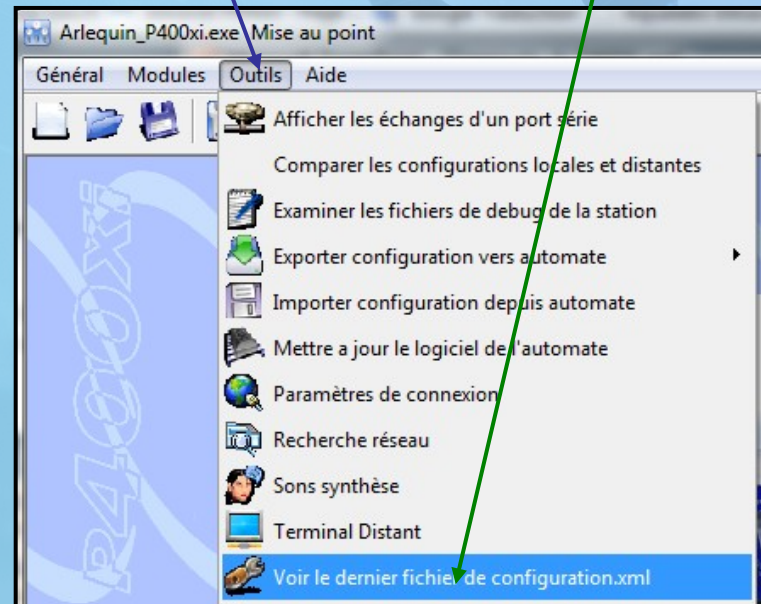 Arlequin_P400xi.exe Mise au point
Général Modules Outils Aide
Afficher les échanges d'un port série
Comparer les configurations locales et distantes
Examiner les fichiers de debug de la station
Exporter configuration vers automate
Importer configuration depuis automate
Mettre a jour le logiciel de l'automate
Paramètres de connexion
Recherche réseau
Sons synthèse
Terminal Distant
Voir le dernier fichier de configuration.xml
P400xi